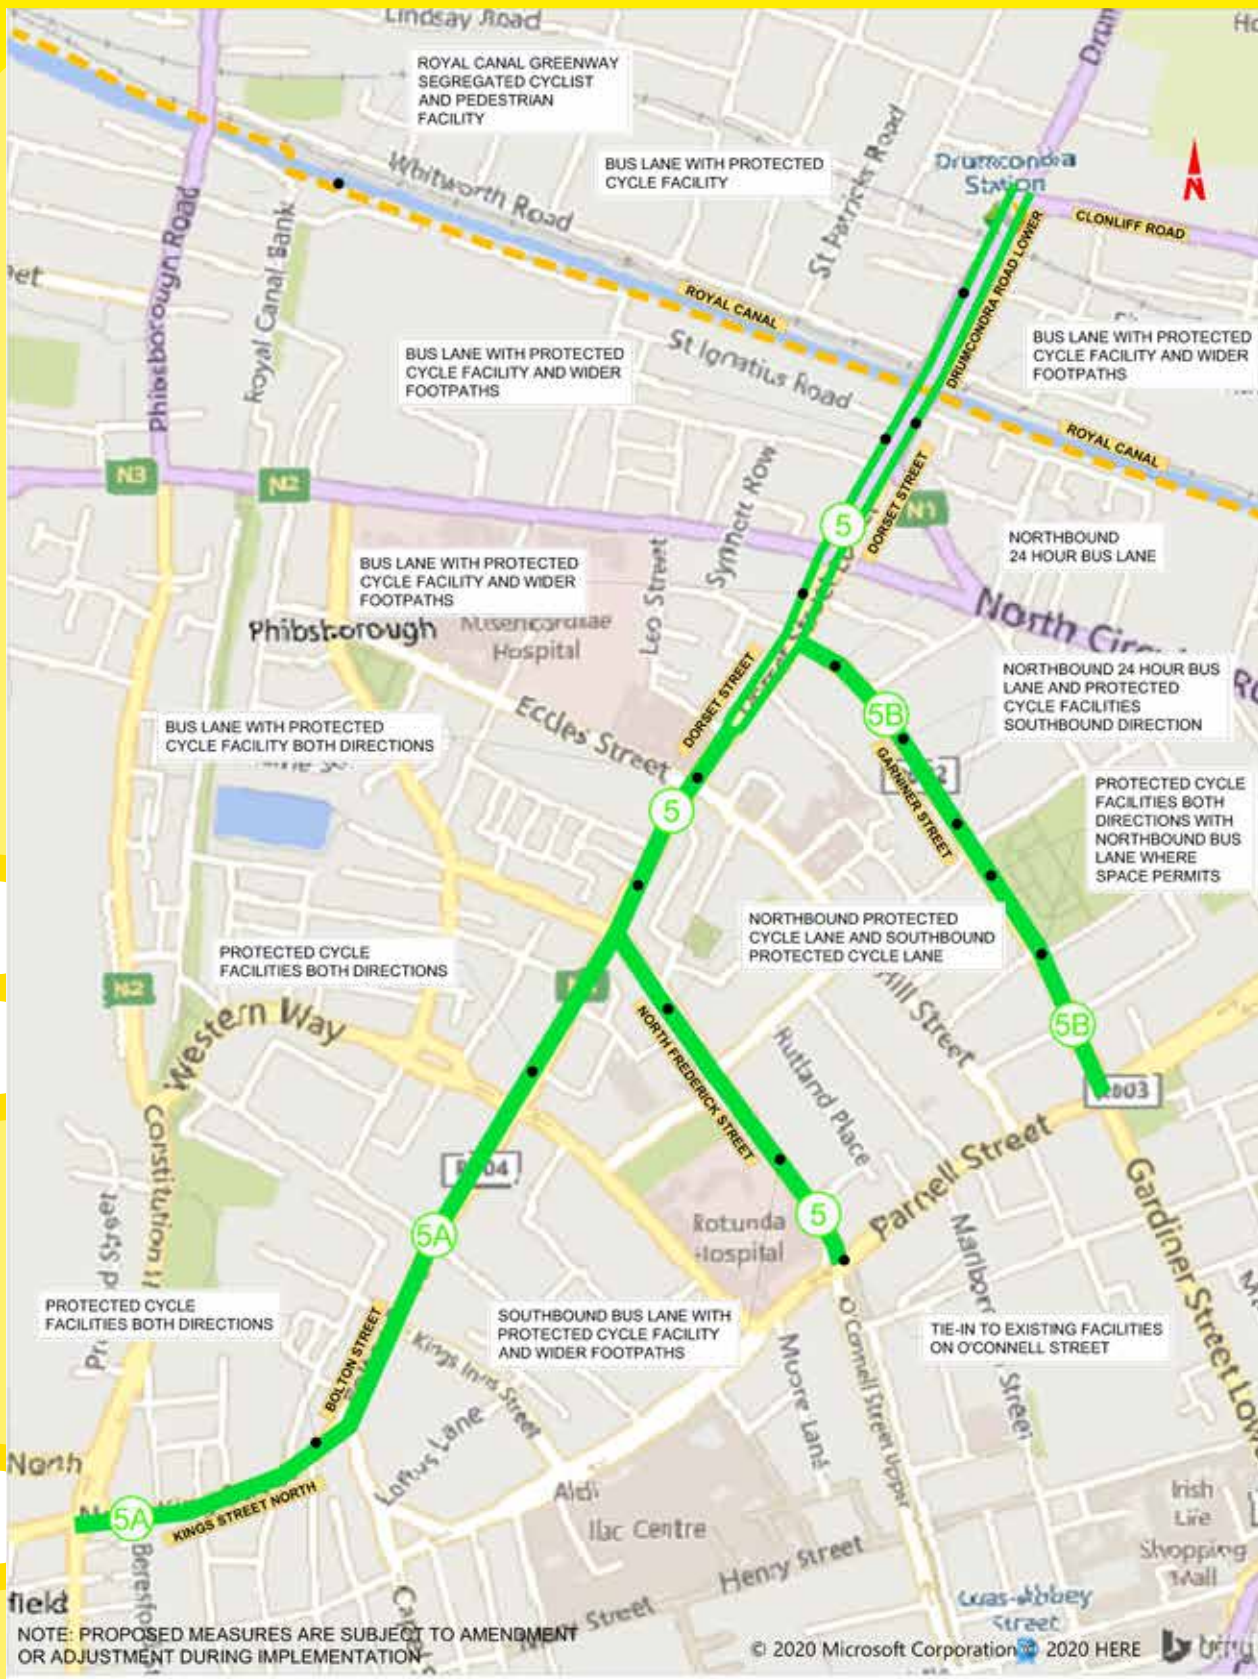 Lindsay Road
ROYAL CANAL GREENWAY
SEGREGATED CYCLIST
AND PEDESTRIAN
FACILITY
BUS LANE WITH PROTECTED
CYCLE FACILITY
Whitworth Road
St Patricks Road
Drumcondra
Station
N
CLONLIFF ROAD
DRUMCONDRA ROAD LOWER
Phibsborough Road
Royal Canal Bank
ROYAL CANAL
St Ignatius Road
BUS LANE WITH PROTECTED
CYCLE FACILITY AND WIDER
FOOTPATHS
BUS LANE WITH PROTECTED
CYCLE FACILITY AND WIDER
FOOTPATHS
ROYAL CANAL
N3
N2
Synnott Row
5
DORSET STREET
N1
NORTHBOUND
24 HOUR BUS LANE
BUS LANE WITH PROTECTED
CYCLE FACILITY AND WIDER
FOOTPATHS
Leo Street
Phibsborough
Misericordiae
Hospital
North
NORTHBOUND 24 HOUR BUS
LANE AND PROTECTED
CYCLE FACILITIES
SOUTHBOUND DIRECTION
DORSET STREET
Eccles Street
5B
GARNINER STREET
BUS LANE WITH PROTECTED
CYCLE FACILITY BOTH DIRECTIONS
5
PROTECTED CYCLE
FACILITIES BOTH
DIRECTIONS WITH
NORTHBOUND BUS
LANE WHERE
SPACE PERMITS
NORTHBOUND PROTECTED
CYCLE LANE AND SOUTHBOUND
PROTECTED CYCLE LANE
PROTECTED CYCLE
FACILITIES BOTH DIRECTIONS
N2
Western Way
Hill Street
5B
NORTH FREDERICK STREET
Rutland Place
Parnell Street
5A
Rotunda
Hospital
5
Gardiner Street Low
PROTECTED CYCLE
FACILITIES BOTH DIRECTIONS
BOLTON STREET
Kings Inns Street
SOUTHBOUND BUS LANE WITH
PROTECTED CYCLE FACILITY
AND WIDER FOOTPATHS
Moore Lane
O'Connell Street Upper
TIE-IN TO EXISTING FACILITIES
ON O'CONNELL STREET
Street
North
Loftus Lane
Aldi
Ilac Centre
5A
KINGS STREET NORTH
Henry Street
Irish
Life
Shopping
Mall
Luas-Abbey
Street
field
Street
NOTE: PROPOSED MEASURES ARE SUBJECT TO AMENDMENT
OR ADJUSTMENT DURING IMPLEMENTATION
© 2020 Microsoft Corporation © 2020 HERE
bing